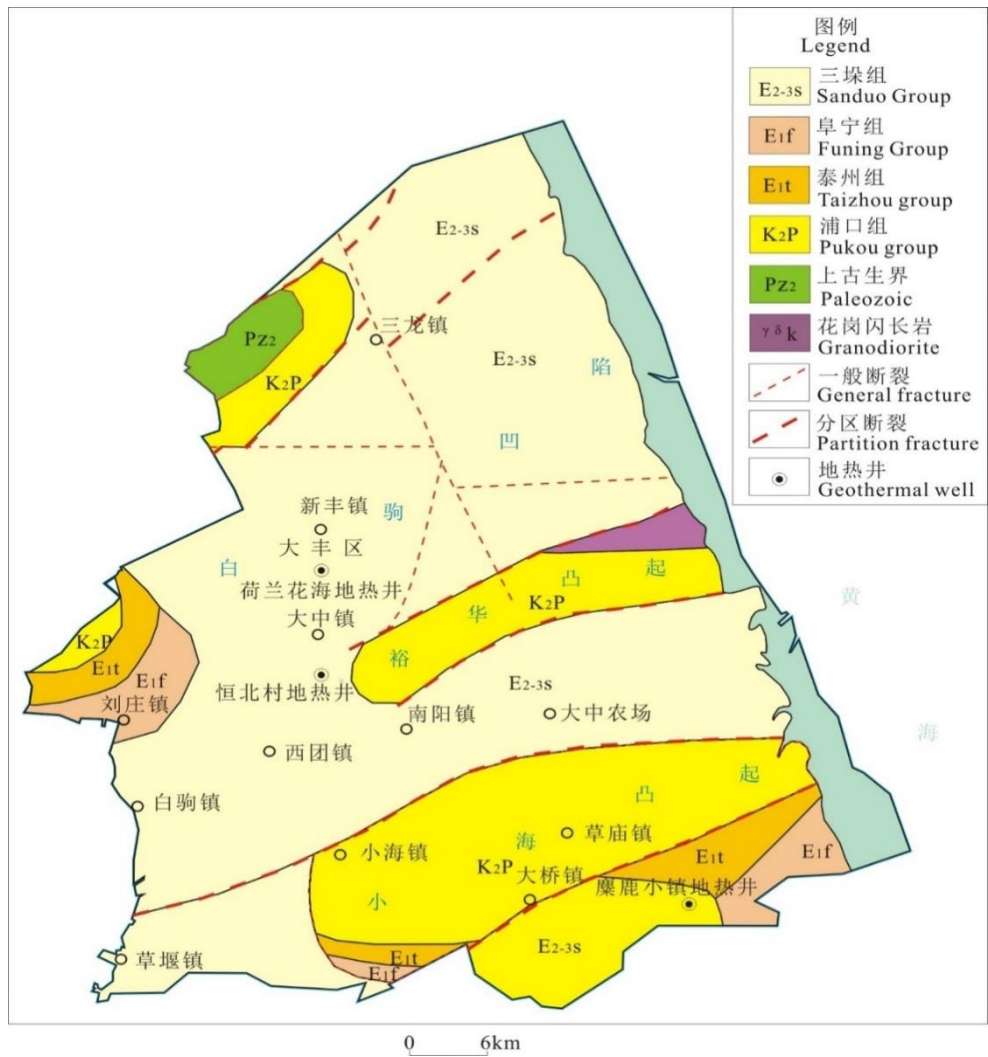 图例
Legend
E2-3s
三垛组
Sanduo Group
E1f
阜宁组
Funing Group
E1t
泰州组
Taizhou group
K2P
浦口组
Pukou group
PZ2
上古生界
Paleozoic
γδk
花岗闪长岩
Granodiorite
一般断裂
General fracture
分区断裂
Partition fracture
地热井
Geothermal well
E2-3s
三龙镇
PZ2
E2-3s
陷
K2P
凹
新丰镇
驹
大丰区
白
荷兰花海地热井
凸
起
黄
大中镇
华
K2P
K2P
裕
E1t
E1f
恒北村地热井
E2-3s
刘庄镇
南阳镇
大中农场
海
西团镇
起
白驹镇
凸
草庙镇
海
小海镇
E1t
E1f
K2P
大桥镇
麋鹿小镇地热井
小
E2-3s
草堰镇
E1t
E1f
0
6km